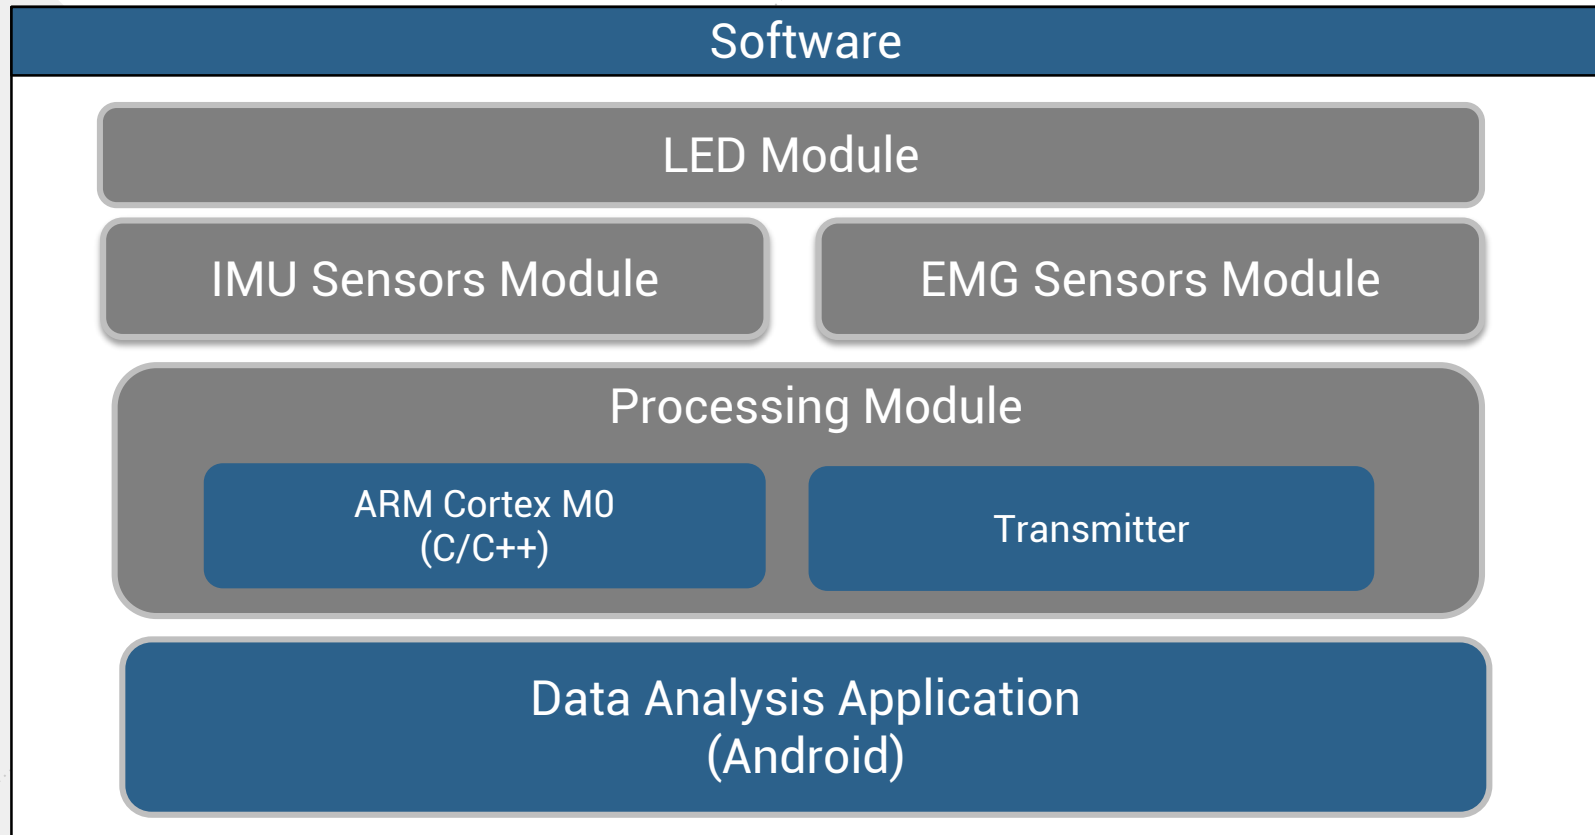 Software
LED Module
IMU Sensors Module
EMG Sensors Module
Processing Module
ARM Cortex M0
(C/C++)
Transmitter
Data Analysis Application
(Android)